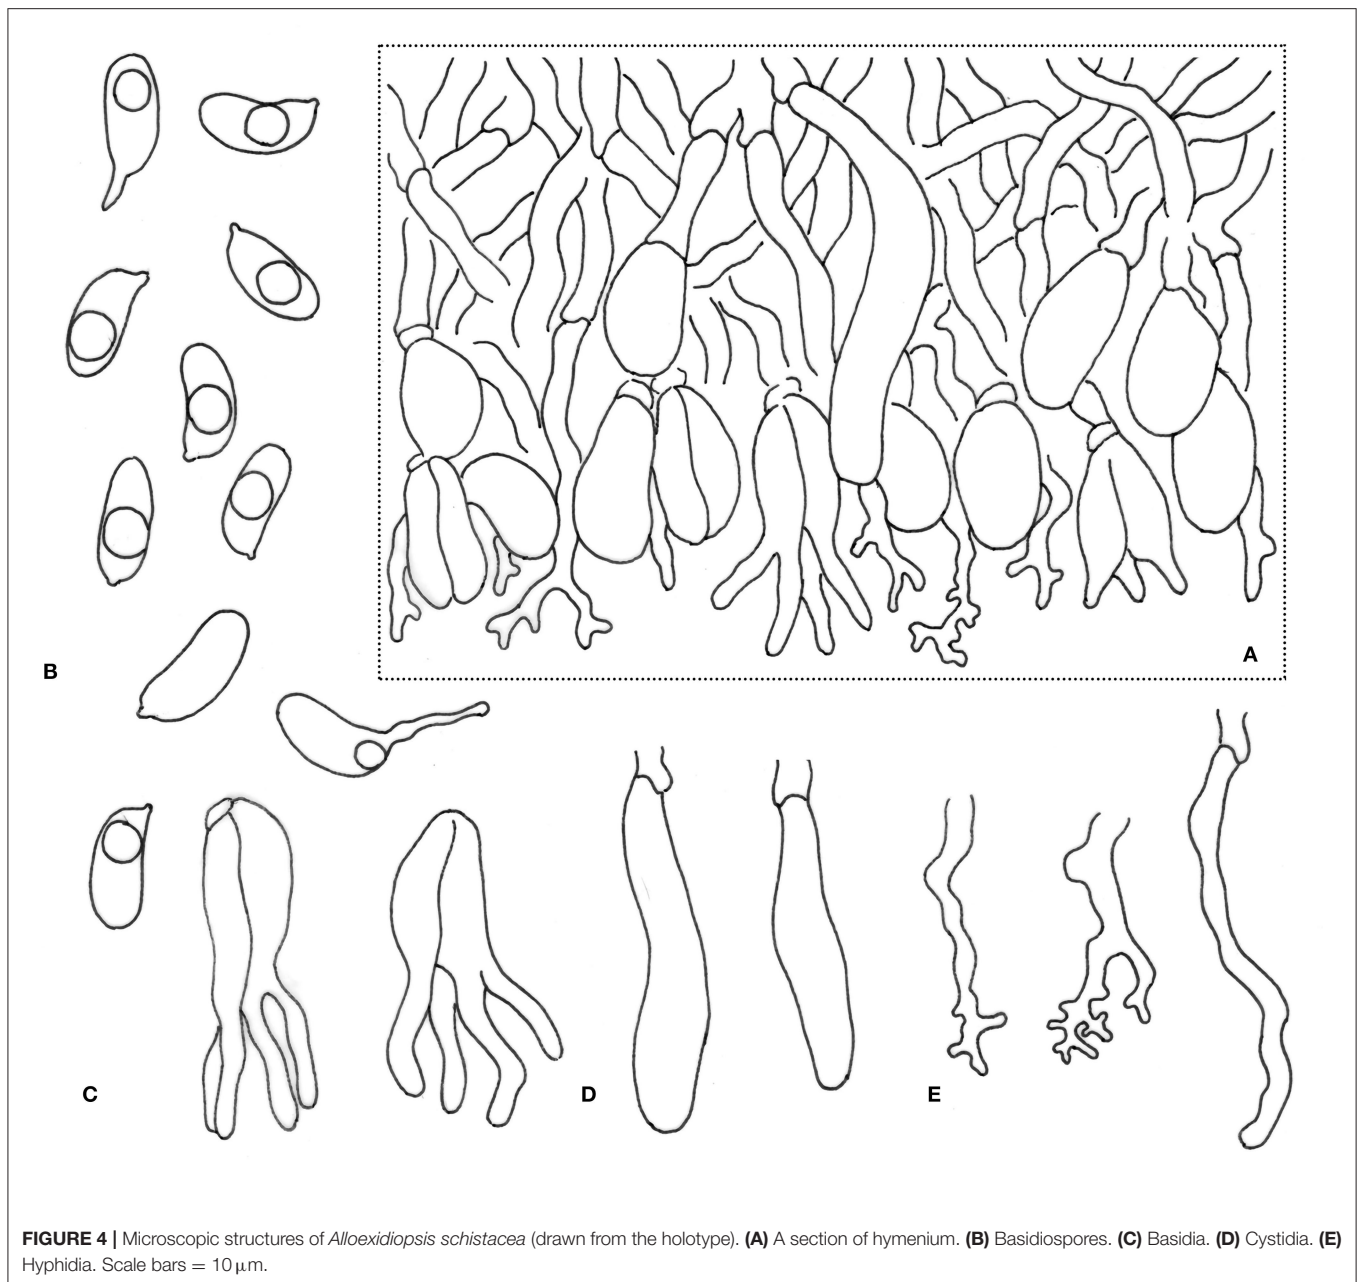 A
B
C
D
E
FIGURE 4 | Microscopic structures of Alloexidiopsis schistacea (drawn from the holotype). (A) A section of hymenium. (B) Basidiospores. (C) Basidia. (D) Cystidia. (E)
Hyphidia. Scale bars = 10 μm.